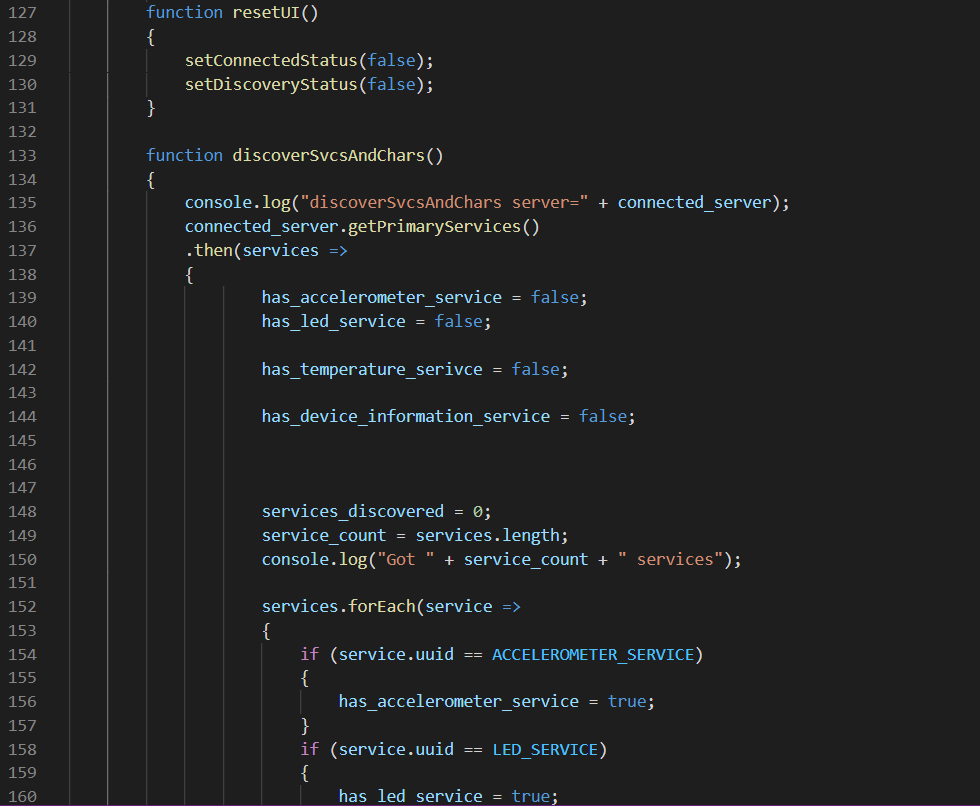 127 function resetUI()
128 {
129 setConnectedStatus(false);
130 setDiscoveryStatus(false);
131 }
132
133 function discoverSvcsAndChars()
134 {
135 console.log("discoverSvcsAndChars server=" + connected_server);
136 connected_server.getPrimaryServices()
137 .then(services =>
138 {
139 has_accelerometer_service = false;
140 has_led_service = false;
141
142 has_temperature_serivce = false;
143
144 has_device_information_service = false;
145
146
147
148 services_discovered = 0;
149 service_count = services.length;
150 console.log("Got " + service_count + " services");
151
152 services.forEach(service =>
153 {
154 if (service.uuid == ACCELEROMETER_SERVICE)
155 {
156 has_accelerometer_service = true;
157 }
158 if (service.uuid == LED_SERVICE)
159 {
160 has_led_service = true;